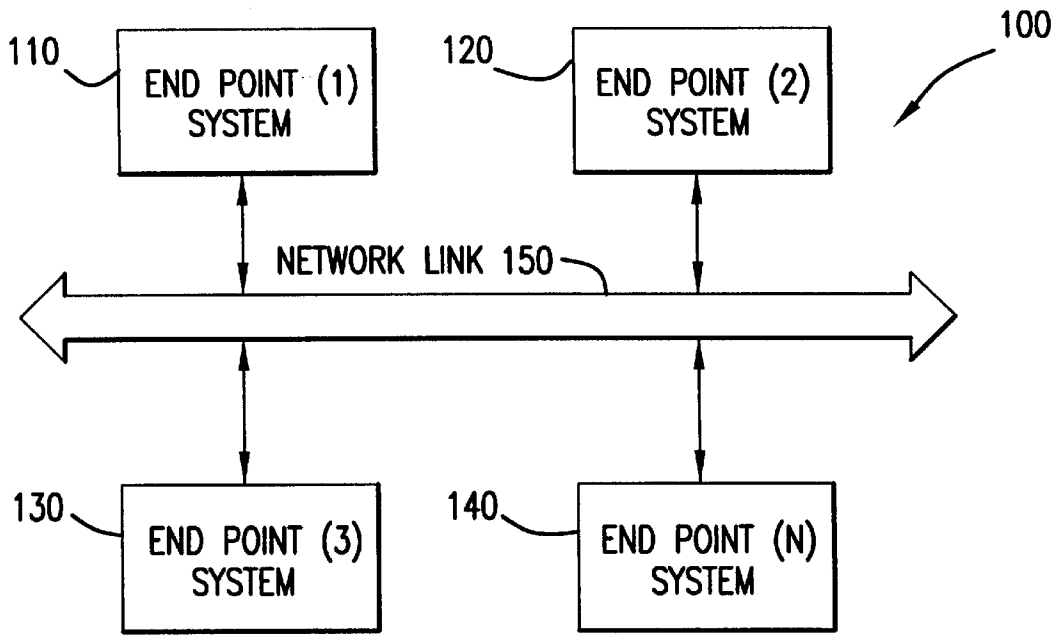 100
110
END POINT (1)
SYSTEM
120
END POINT (2)
SYSTEM
NETWORK LINK 150
130
END POINT (3)
SYSTEM
140
END POINT (N)
SYSTEM